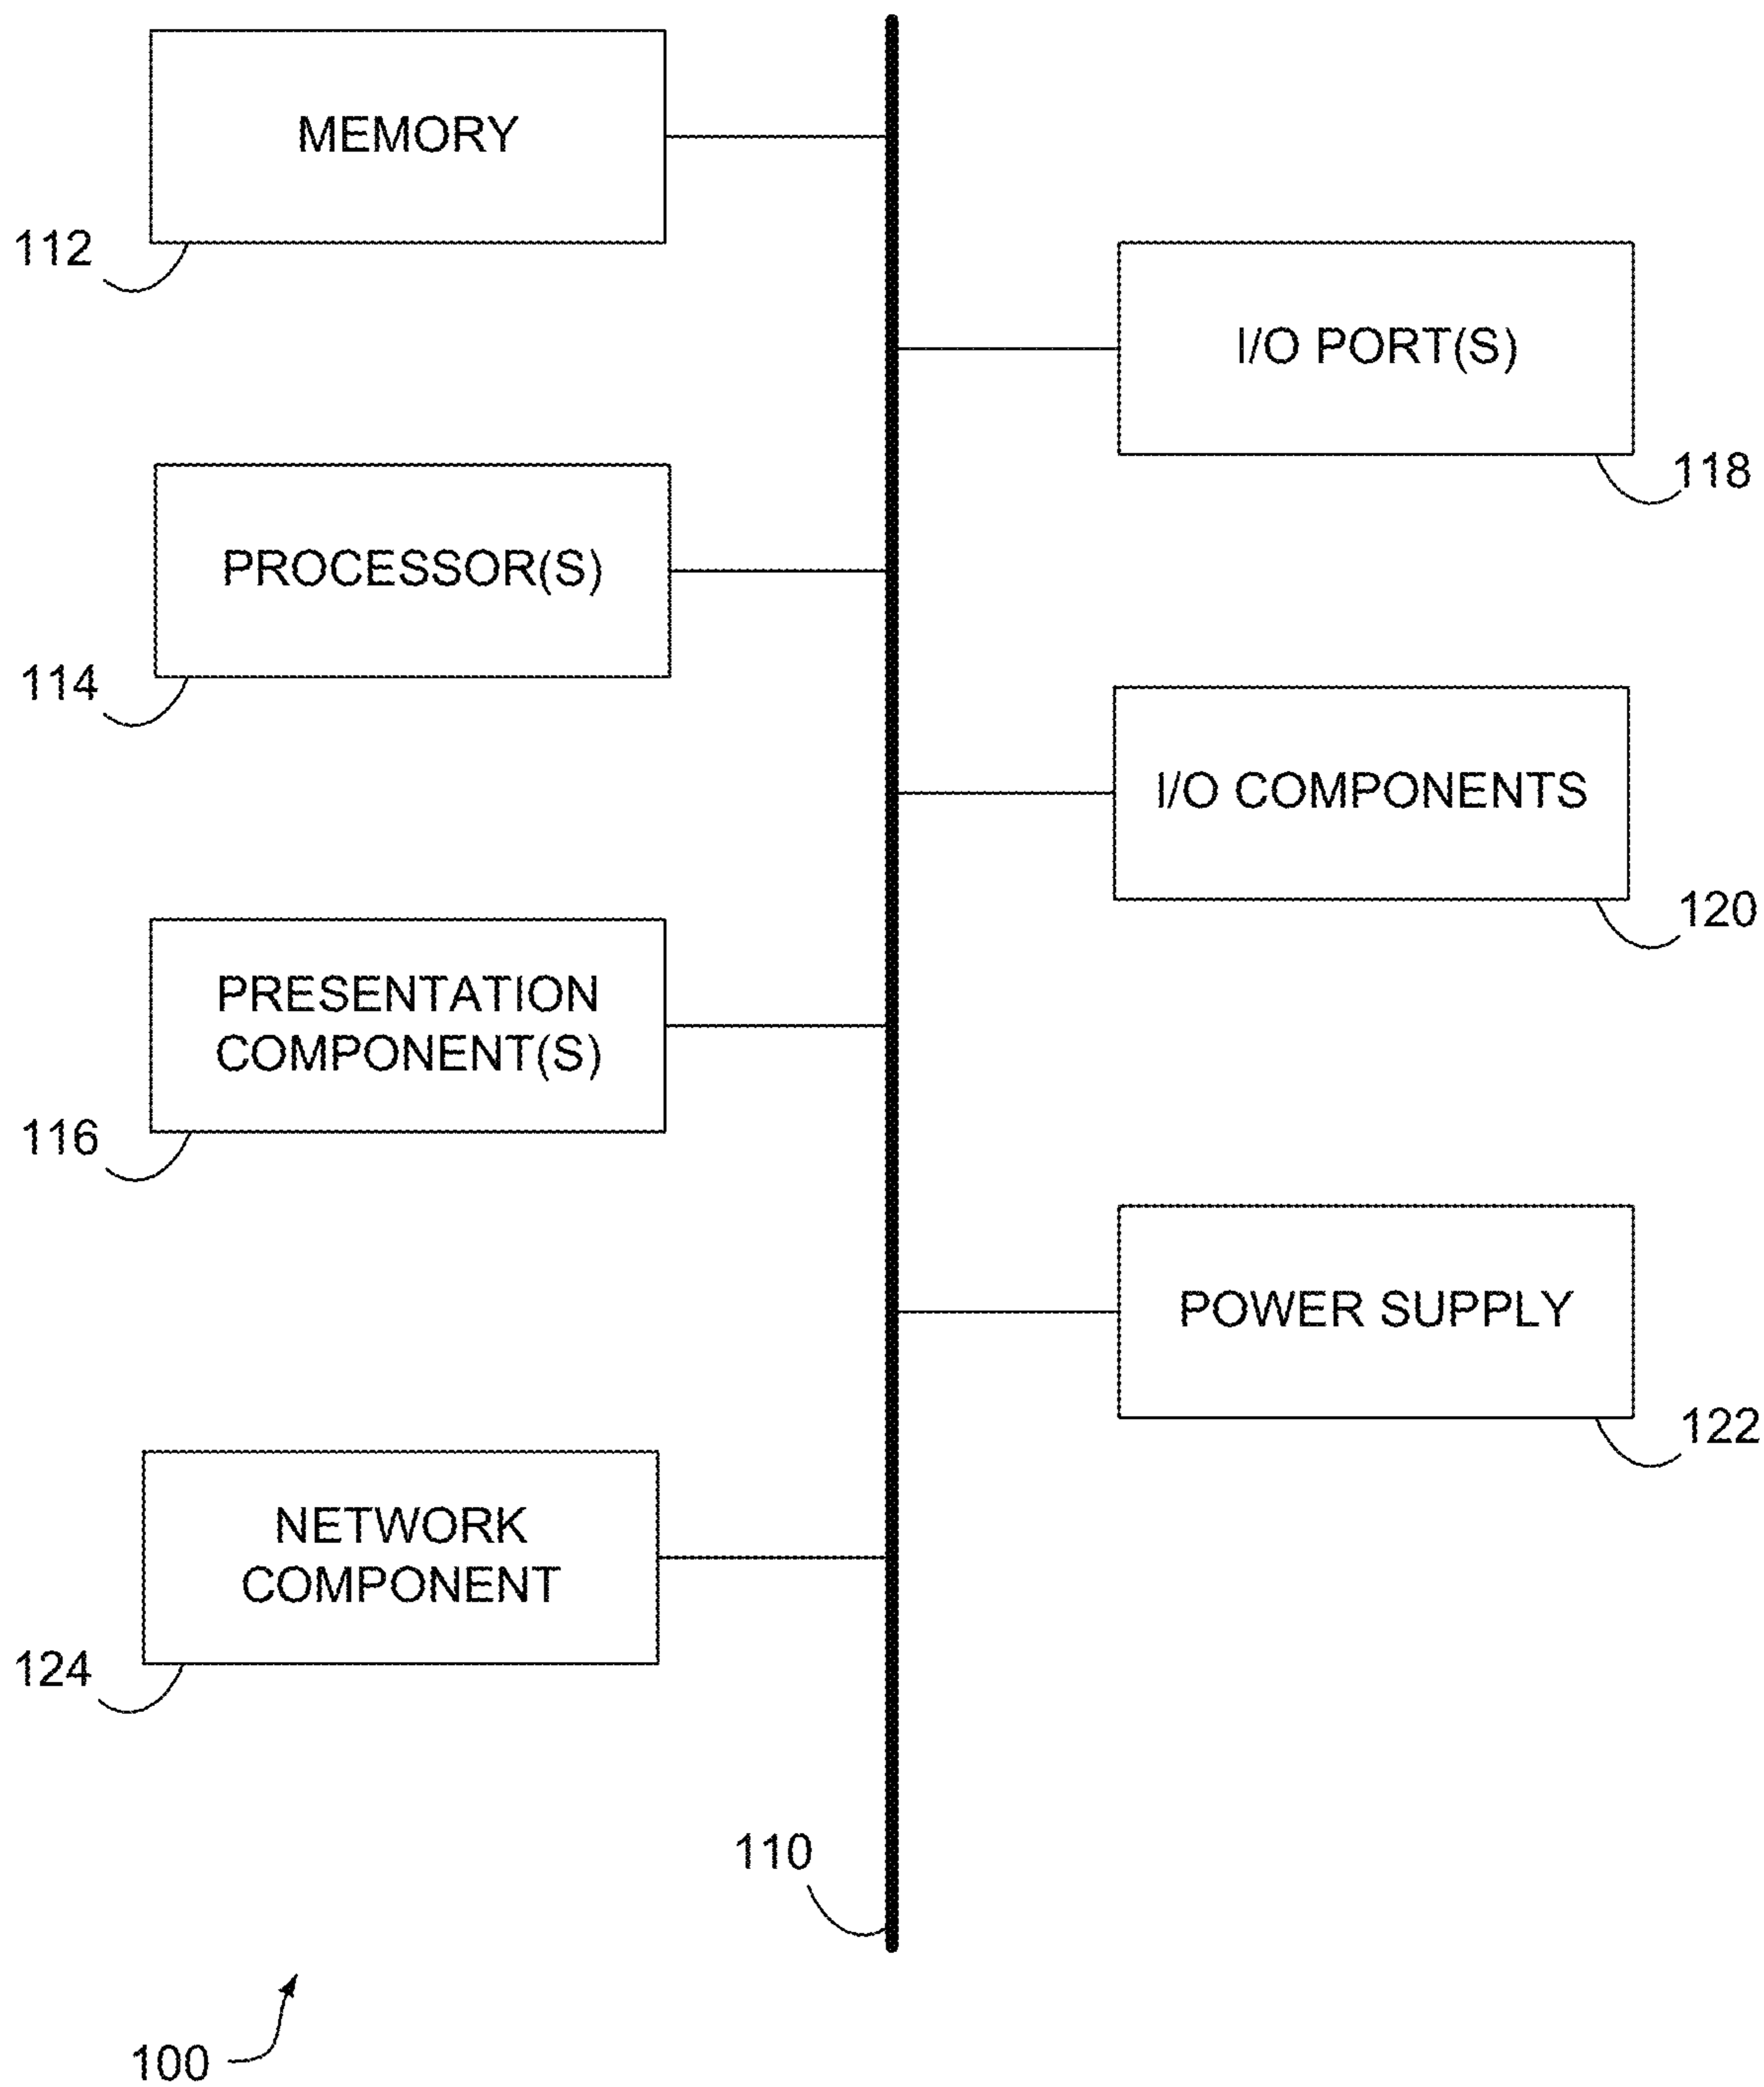 MEMORY
112
I/O PORT(S)
118
PROCESSOR(S)
114
I/O COMPONENTS
120
PRESENTATION
COMPONENT(S)
116
POWER SUPPLY
122
NETWORK
COMPONENT
124
110
100